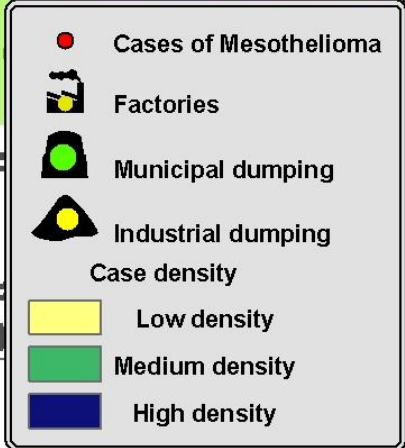 Cases of Mesothelioma
Factories
Municipal dumping
Industrial dumping
Case density
Low density
Medium density
High density